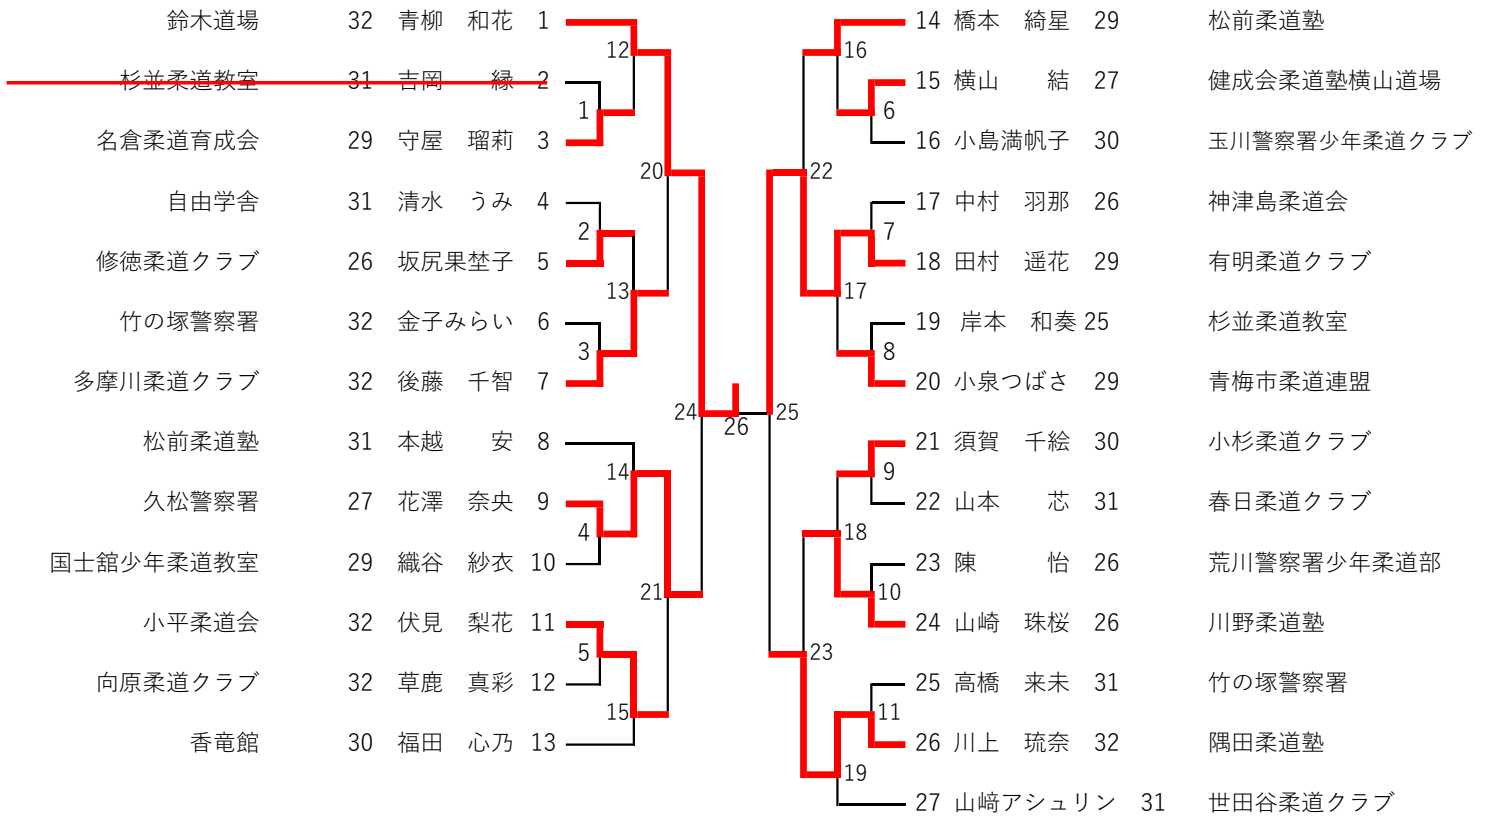 鈴木道場 32 青柳 和花 1
杉並柔道教室 31 吉岡 縁 2
名倉柔道育成会 29 守屋 瑠莉 3
自由学舎 31 清水 うみ 4
修徳柔道クラブ 26 坂尻果埜子 5
竹の塚警察署 32 金子みらい 6
多摩川柔道クラブ 32 後藤 千智 7
松前柔道塾 31 本越 安 8
久松警察署 27 花澤 奈央 9
国士舘少年柔道教室 29 織谷 紗衣 10
小平柔道会 32 伏見 梨花 11
向原柔道クラブ 32 草鹿 真彩 12
香竜館 30 福田 心乃 13
12
1
20
2
13
3
24
14
4
21
5
15
26
14 橋本 綺星 29 松前柔道塾
15 横山 結 27 健成会柔道塾横山道場
16 小島満帆子 30 玉川警察署少年柔道クラブ
17 中村 羽那 26 神津島柔道会
18 田村 遥花 29 有明柔道クラブ
19 岸本 和奏 25 杉並柔道教室
20 小泉つばさ 29 青梅市柔道連盟
21 須賀 千絵 30 小杉柔道クラブ
22 山本 芯 31 春日柔道クラブ
23 陳 怡 26 荒川警察署少年柔道部
24 山崎 珠桜 26 川野柔道塾
25 高橋 来未 31 竹の塚警察署
26 川上 琉奈 32 隅田柔道塾
27 山﨑アシュリン 31 世田谷柔道クラブ
16
6
22
7
17
8
25
9
18
10
23
11
19